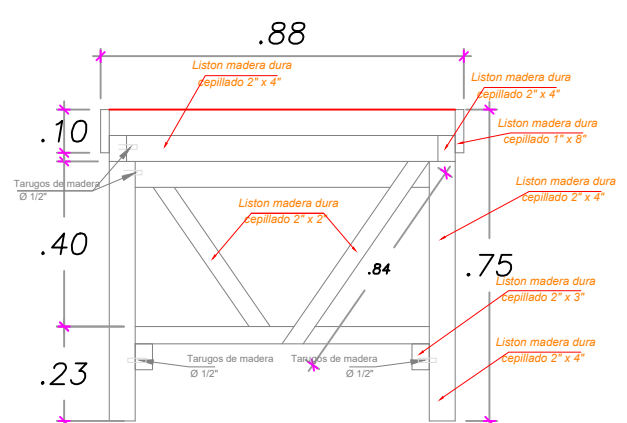 .88
Liston madera dura
cepillado 2" x 4"
Liston madera dura
cepillado 2" x 4"
.10
Liston madera dura
cepillado 1" x 8"
Tarugos de madera
Ø 1/2"
Liston madera dura
cepillado 2" x 4"
Liston madera dura
cepillado 2" x 2"
.40
.84
.75
Liston madera dura
cepillado 2" x 3"
Liston madera dura
cepillado 2" x 4"
Tarugos de madera
Ø 1/2"
Tarugos de madera
Ø 1/2"
.23